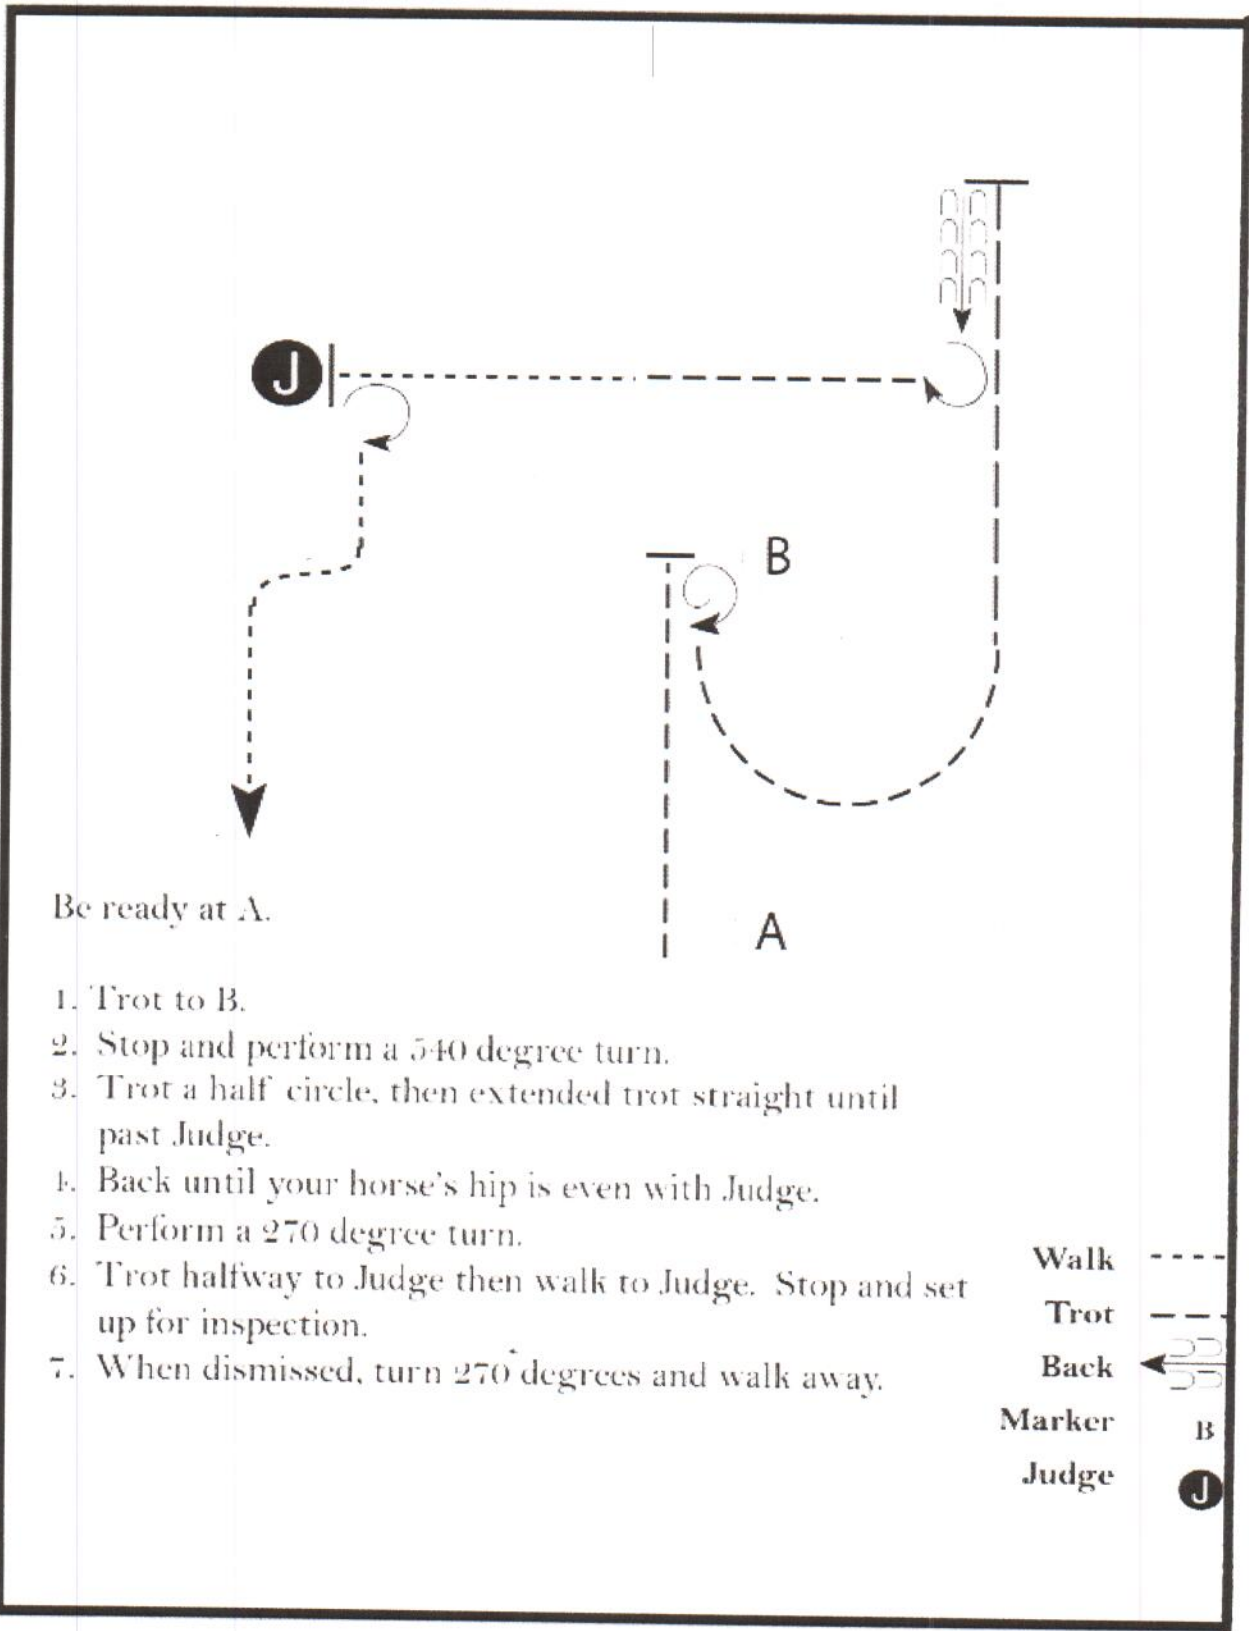 J
B
A
Be ready at A.
1. Trot to B.
2. Stop and perform a 540 degree turn.
3. Trot a half circle, then extended trot straight until
past Judge.
4. Back until your horse's hip is even with Judge.
5. Perform a 270 degree turn.
6. Trot halfway to Judge then walk to Judge. Stop and set
up for inspection.
7. When dismissed, turn 270 degrees and walk away.
Walk
Trot
Back
Marker B
Judge J